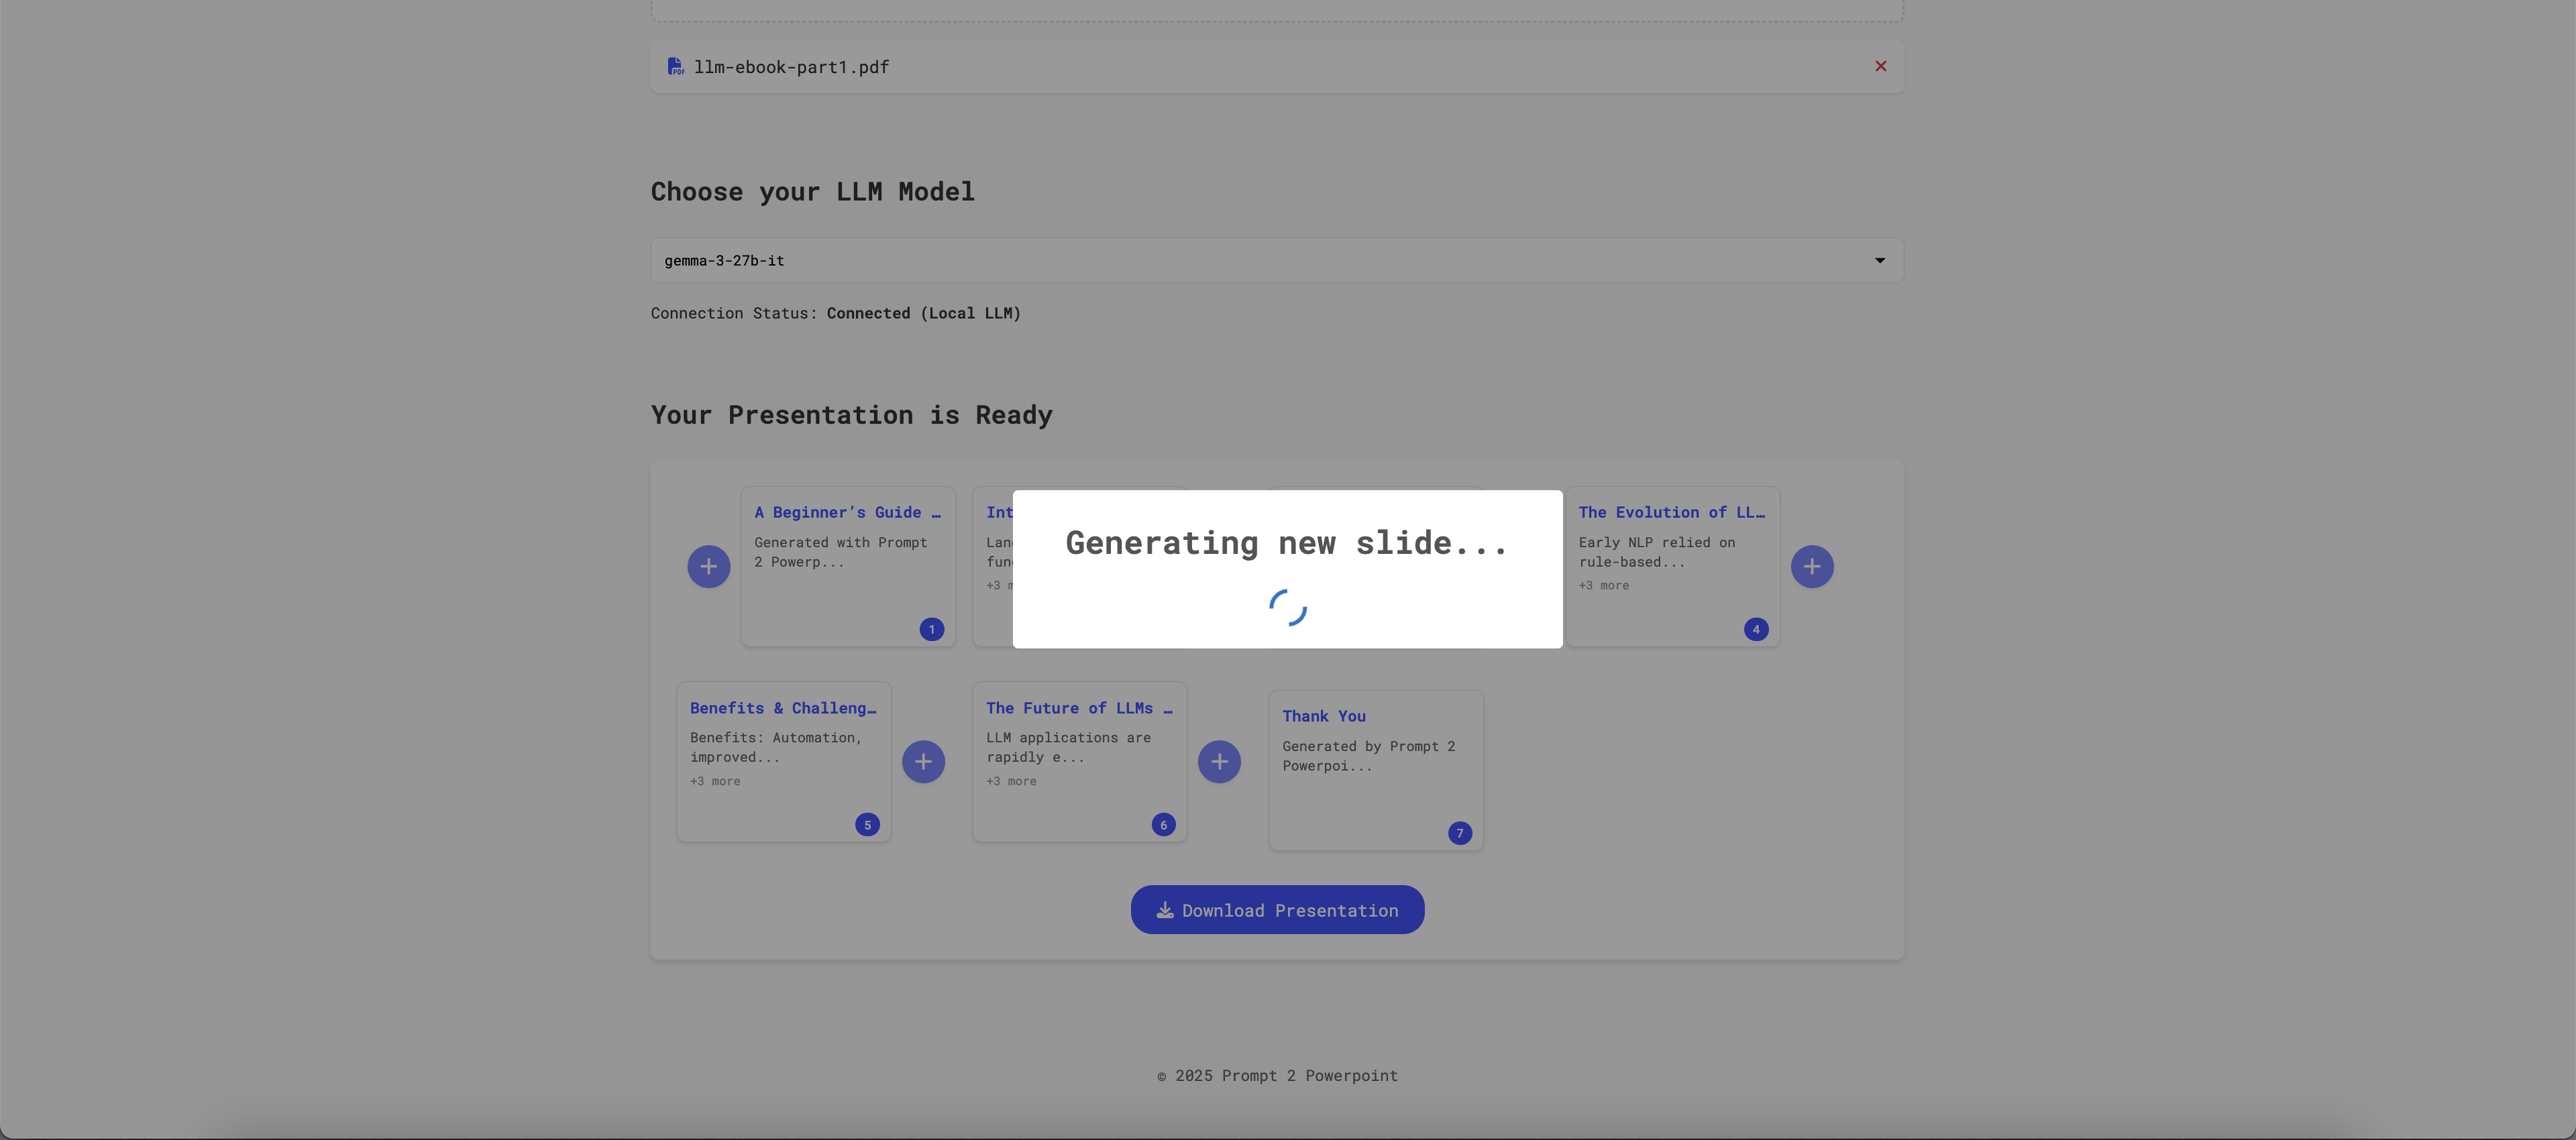 llm-ebook-part1.pdf
Choose your LLM Model
gemma-3-27b-it
Connection Status: Connected (Local LLM)
Your Presentation is Ready
A Beginner’s Guide …
Generated with Prompt
2 Powerp...
1
Generating new slide...
The Evolution of LL…
Early NLP relied on
rule-based...
+3 more
4
Benefits & Challeng…
Benefits: Automation,
improved...
+3 more
5
The Future of LLMs …
LLM applications are
rapidly e...
+3 more
6
Thank You
Generated by Prompt 2
Powerpoi...
7
Download Presentation
© 2025 Prompt 2 Powerpoint